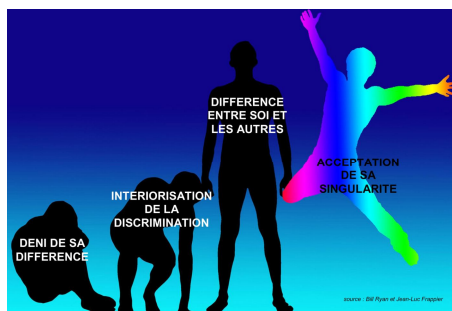 DENI DE SA
DIFFERENCE
INTERIORISATION
DE LA
DISCRIMINATION
DIFFERENCE
ENTRE SOI ET
LES AUTRES
ACCEPTATION
DE SA
SINGULARITE
source : Bill Ryan et Jean-Luc Frappier